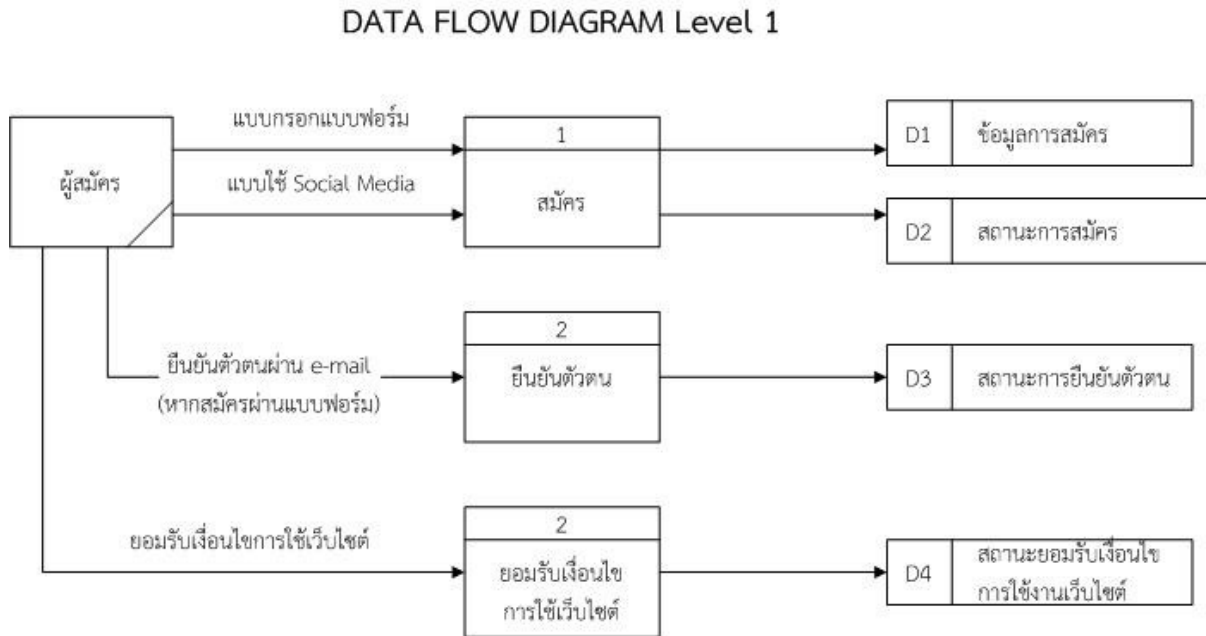 DATA FLOW DIAGRAM Level 1
แบบกรอกแบบฟอร์ม
1
D1
ข้อมูลการสมัคร
ผู้สมัคร
แบบใช้ Social Media
สมัคร
D2
สถานะการสมัคร
2
ยืนยันตัวตนผ่าน e-mail
(หากสมัครผ่านแบบฟอร์ม)
ยืนยันตัวตน
D3
สถานะการยืนยันตัวตน
2
ยอมรับเงื่อนไขการใช้เว็บไซต์
ยอมรับเงื่อนไข
การใช้เว็บไซต์
D4
สถานะยอมรับเงื่อนไข
การใช้งานเว็บไซต์